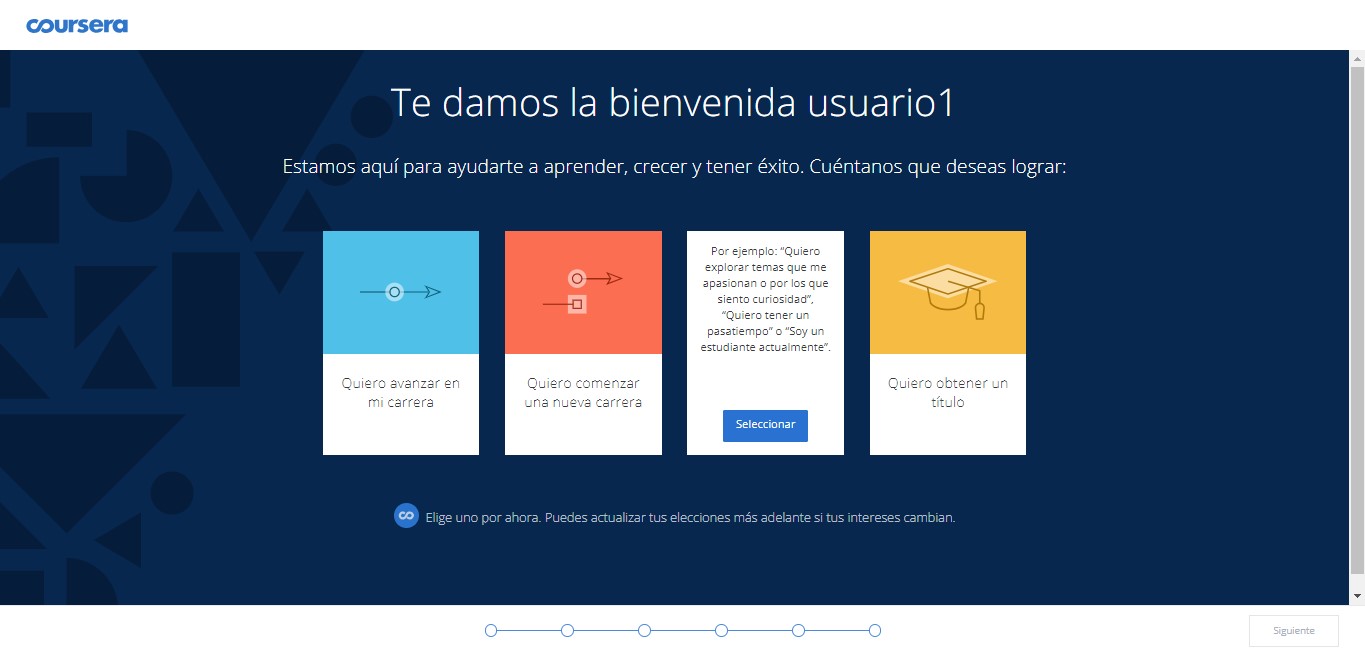 coursera
Te damos la bienvenida usuario1
Estamos aquí para ayudarte a aprender, crecer y tener éxito. Cuéntanos que deseas lograr:
Quiero avanzar en
mi carrera
Quiero comenzar
una nueva carrera
Por ejemplo: “Quiero
explorar temas que me
apasionan o por los que
siento curiosidad”,
“Quiero tener un
pasatiempo” o “Soy un
estudiante actualmente”.
Seleccionar
Quiero obtener un
título
Elige uno por ahora. Puedes actualizar tus elecciones más adelante si tus intereses cambian.
Siguiente